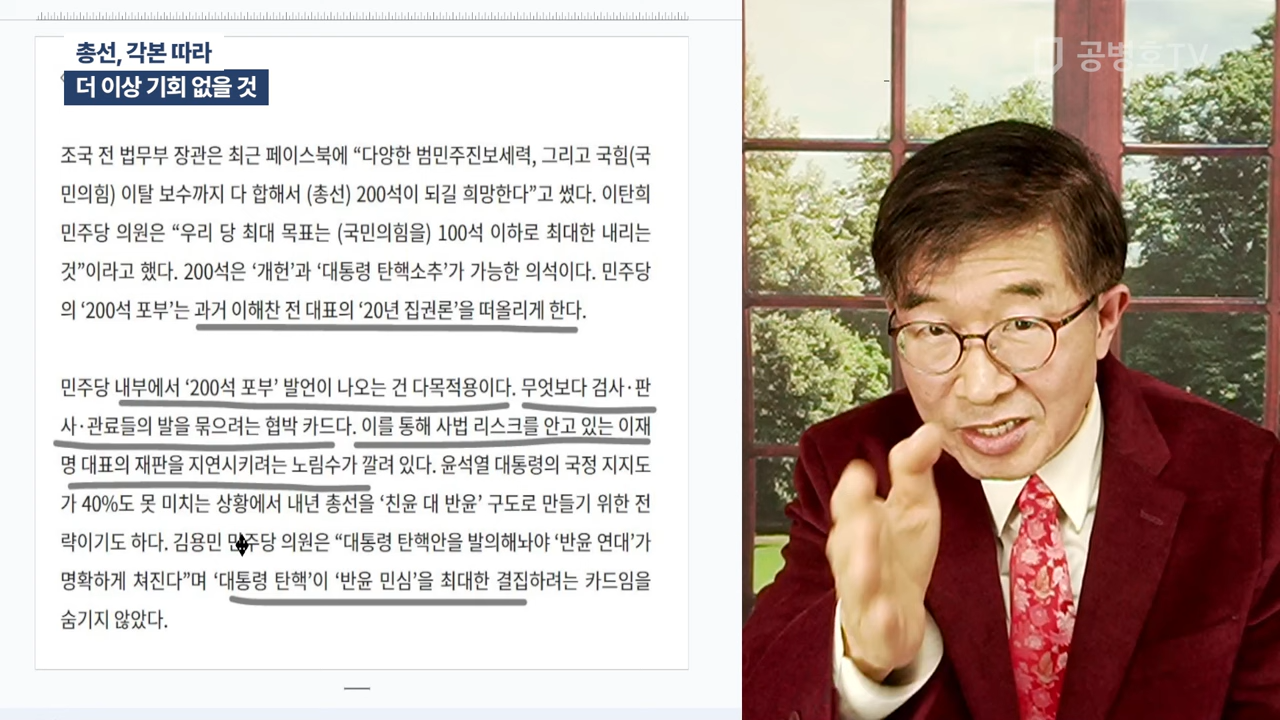 총선, 각본 따라
더 이상 기회 없을 것
조국 전 법무부 장관은 최근 페이스북에 “다양한 범민주진보세력, 그리고 국힘(국
민의힘) 이탈 보수까지 다 합해서 (총선) 200석이 되길 희망한다”고 썼다. 이탄희
민주당 의원은 “우리 당 최대 목표는 (국민의힘을) 100석 이하로 최대한 내리는
것”이라고 했다. 200석은 ‘개헌’과 ‘대통령 탄핵소추’가 가능한 의석이다. 민주당
의 ‘200석 포부’는 과거 이해찬 전 대표의 ‘20년 집권론’을 떠올리게 한다.
민주당 내부에서 ‘200석 포부’ 발언이 나오는 건 다목적용이다. 무엇보다 검사·판
사·관료들의 발을 묶으려는 협박 카드다. 이를 통해 사법 리스크를 안고 있는 이재
명 대표의 재판을 지연시키려는 노림수가 깔려 있다. 윤석열 대통령의 국정 지지도
가 40%도 못 미치는 상황에서 내년 총선을 ‘친윤 대 반윤’ 구도로 만들기 위한 전
략이기도 하다. 김용민 민주당 의원은 “대통령 탄핵안을 발의해놔야 ‘반윤 연대’가
명확하게 쳐진다”며 ‘대통령 탄핵’이 ‘반윤 민심’을 최대한 결집하려는 카드임을
숨기지 않았다.
공병호TV